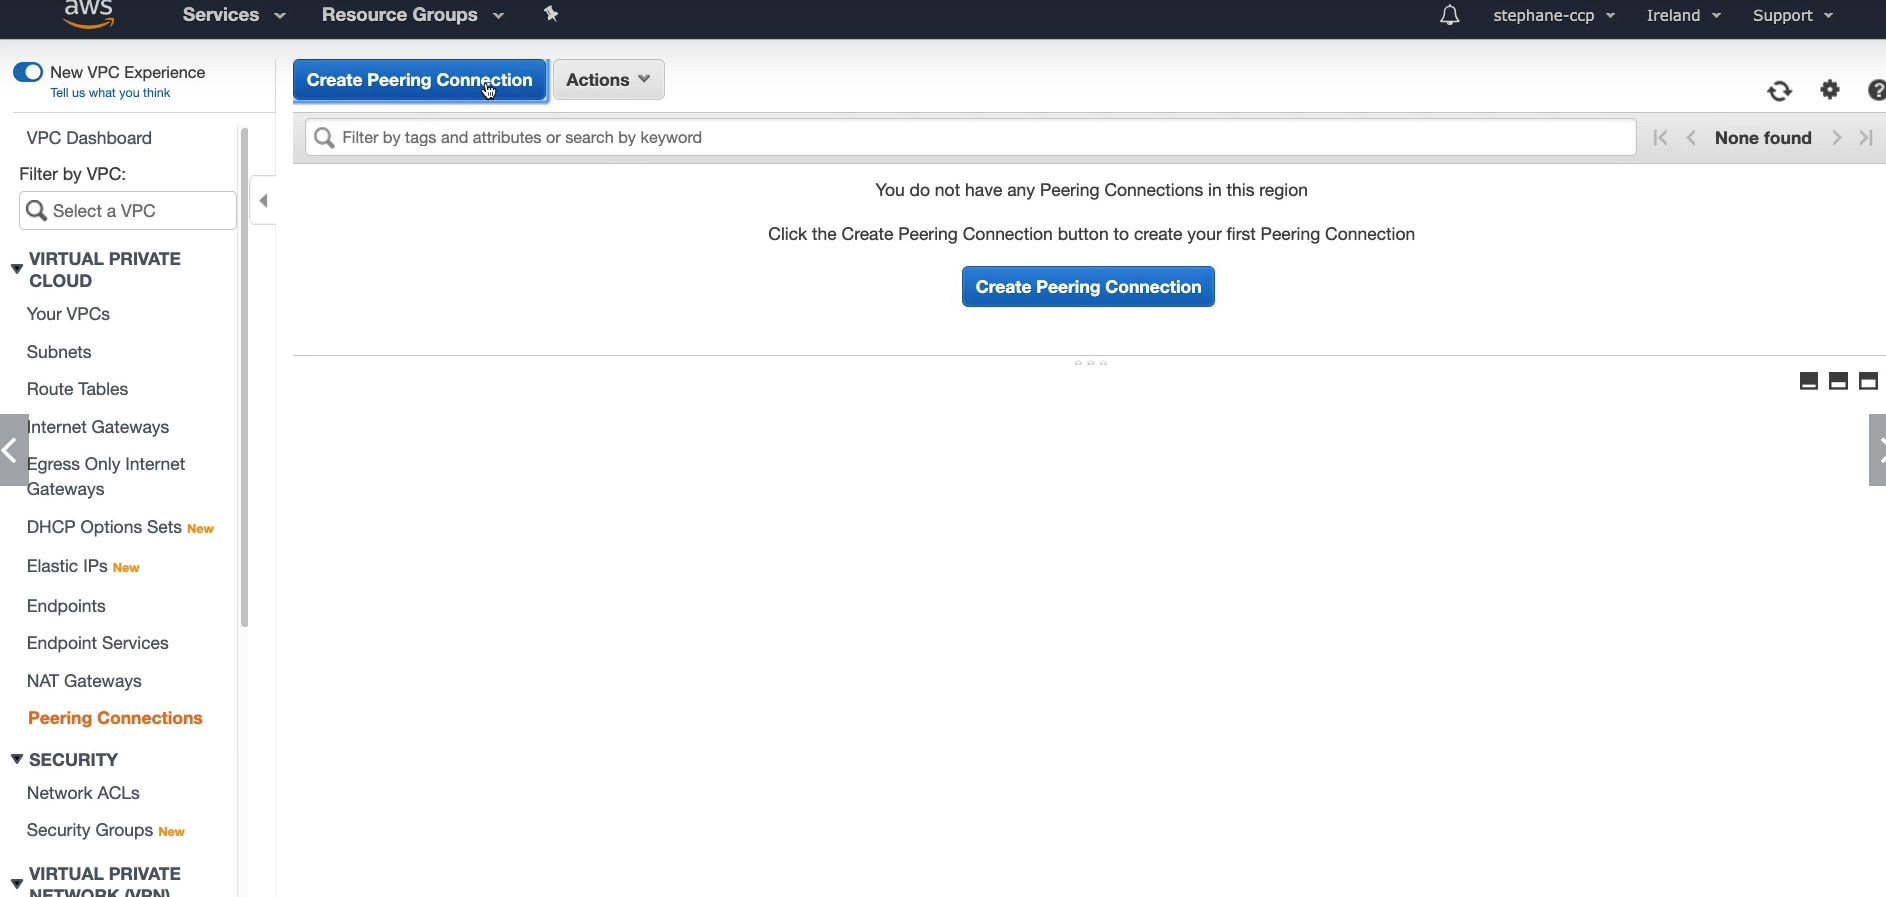 aws
Services
Resource Groups
stephane-ccp
Ireland
Support
New VPC Experience
Tell us what you think
Create Peering Connection
Actions
VPC Dashboard
Filter by VPC:
Select a VPC
Filter by tags and attributes or search by keyword
None found
You do not have any Peering Connections in this region
Click the Create Peering Connection button to create your first Peering Connection
Create Peering Connection
VIRTUAL PRIVATE
CLOUD
Your VPCs
Subnets
Route Tables
Internet Gateways
Egress Only Internet
Gateways
DHCP Options Sets New
Elastic IPs New
Endpoints
Endpoint Services
NAT Gateways
Peering Connections
SECURITY
Network ACLs
Security Groups New
VIRTUAL PRIVATE
NETWORK (VPN)